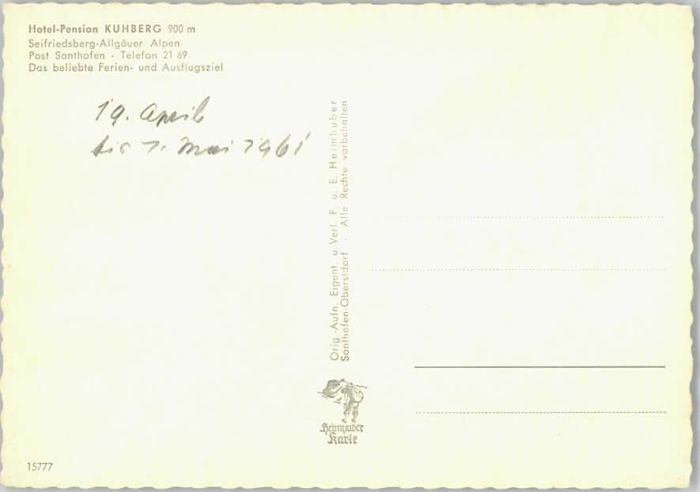 Hotel-Pension KUHBERG 900 m
Seifriedsberg-Allgäuer Alpen
Post Sonthofen - Telefon 21 69
Das beliebte Ferien- und Ausflugsziel
19. April
bis 1. Mai 1961
Orig.-Aufn. Eigent. u. Verl. F. u. E. Heimhuber
Sonthofen-Oberstdorf · Alle Rechte vorbehalten
Heimhuber
Karte
15777